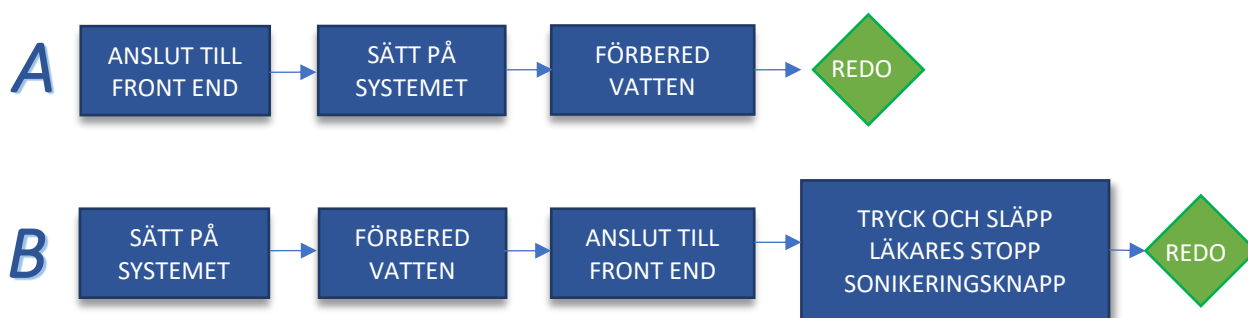 A
ANSLUT TILL
FRONT END
SÄTT PÅ
SYSTEMET
FÖRBERED
VATTEN
REDO
B
SÄTT PÅ
SYSTEMET
FÖRBERED
VATTEN
ANSLUT TILL
FRONT END
TRYCK OCH SLÄPP
LÄKARES STOPP
SONIKERINGSKNAPP
REDO